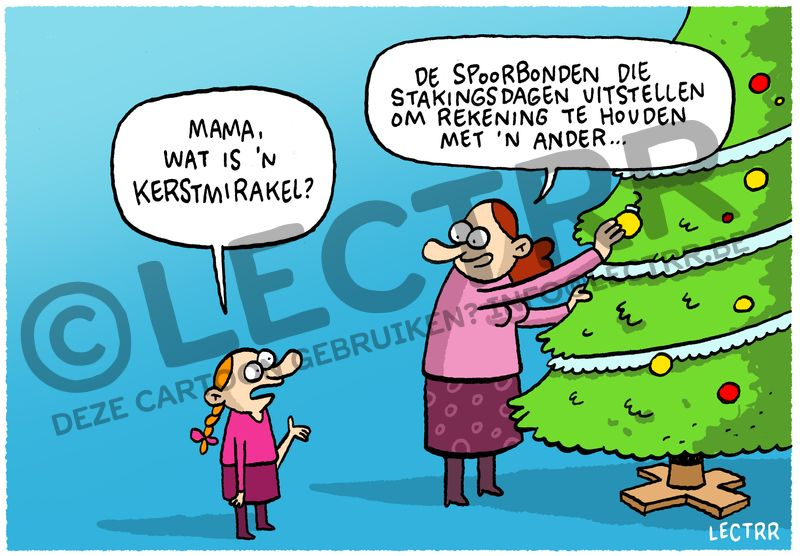 MAMA,
WAT IS 'N
KERSTMIRAKEL?
DE SPOORBONDEN DIE
STAKINGSDAGEN UITSTELLEN
OM REKENING TE HOUDEN
MET 'N ANDER...
©LECTRR
DEZE CARTOON GEBRUIKEN? INFO@LECTRR.BE
LECTRR